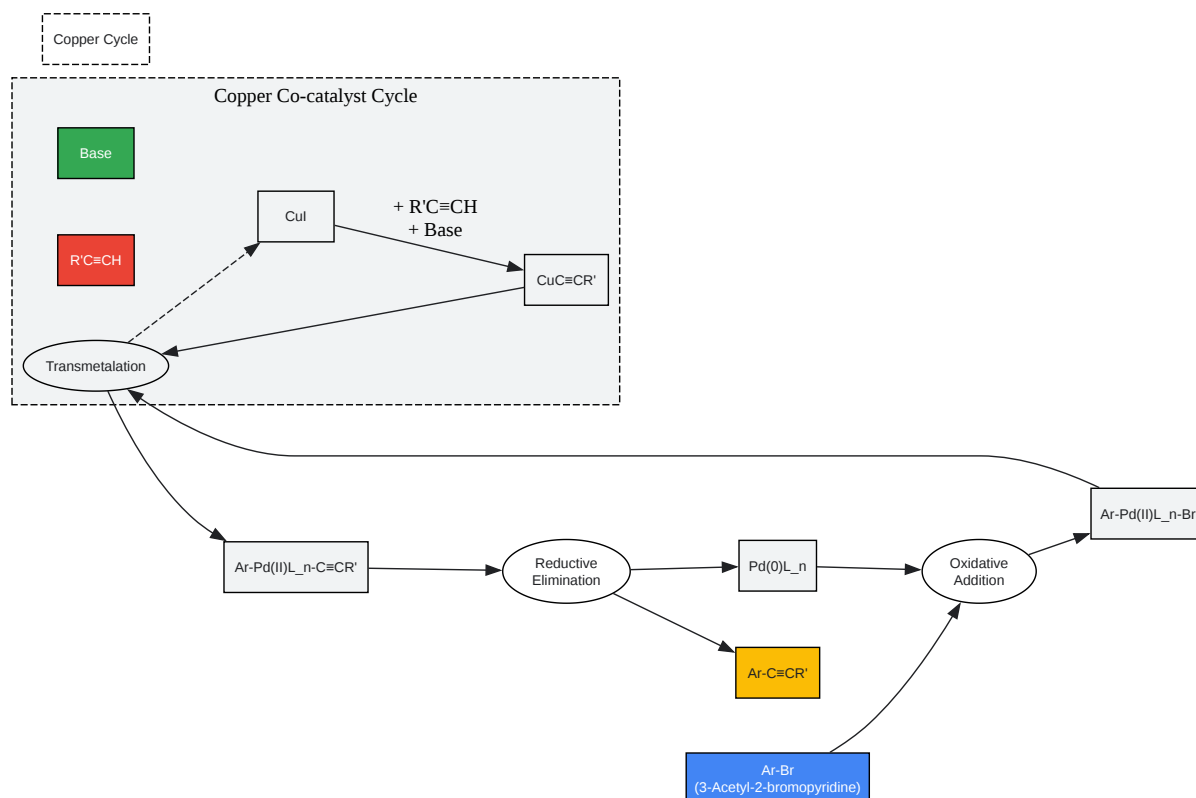 Copper Cycle
Copper Co-catalyst Cycle
Base
CuI
+ R'C≡CH
+ Base
R'C≡CH
CuC≡CR'
Transmetalation
Ar-Pd(II)L_n-Br
Ar-Pd(II)L_n-C≡CR'
Reductive
Elimination
Pd(0)L_n
Oxidative
Addition
Ar-C≡CR'
Ar-Br
(3-Acetyl-2-bromopyridine)